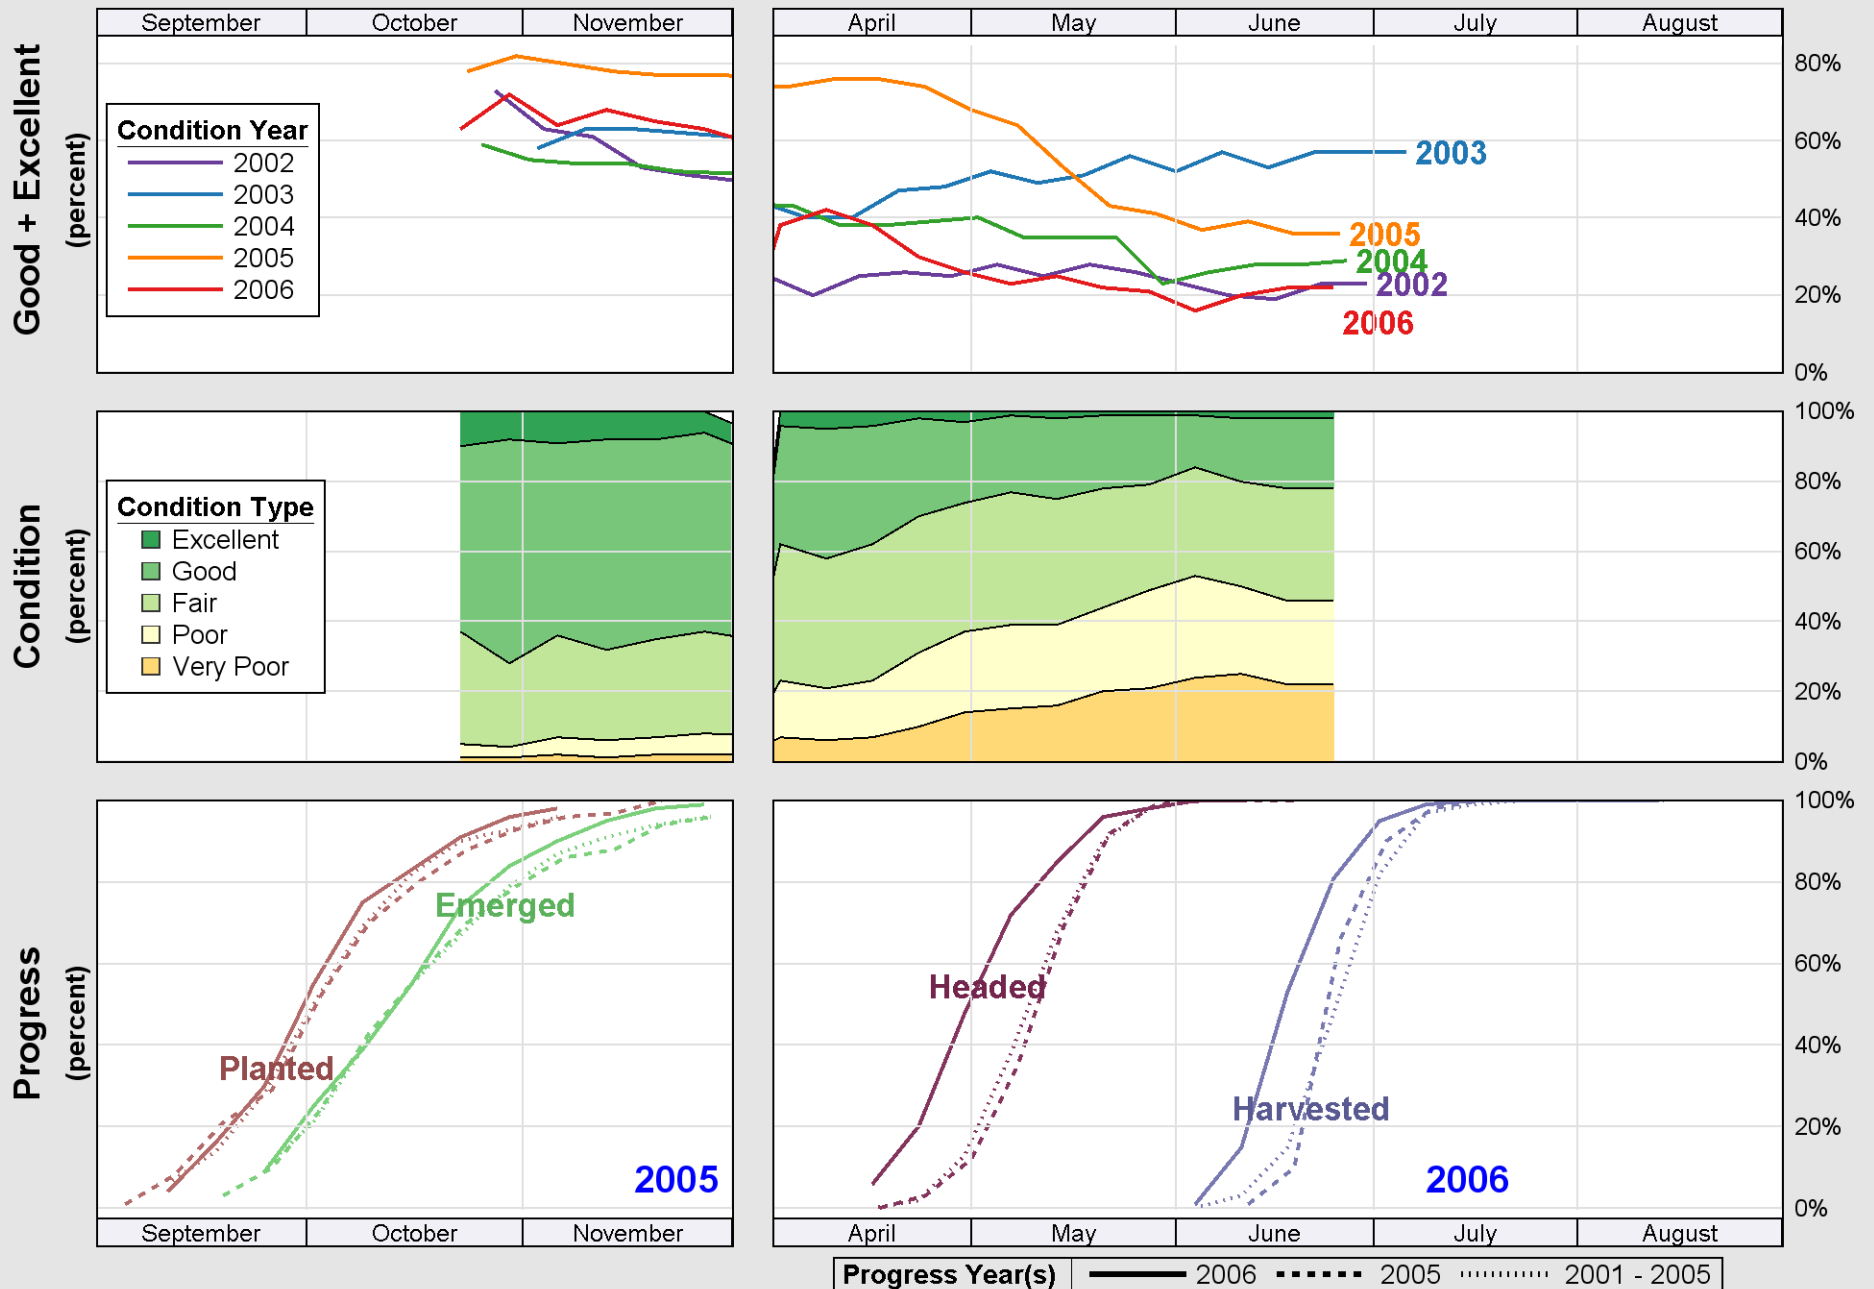 September October November April May June July August
Good + Excellent
(percent)
80%
60%
40%
20%
0%
Condition Year
2002
2003
2004
2005
2006
2003
2005
2004
2002
2006
Condition
(percent)
100%
80%
60%
40%
20%
0%
Condition Type
Excellent
Good
Fair
Poor
Very Poor
Progress
(percent)
100%
80%
60%
40%
20%
0%
Emerged
Headed
Planted
Harvested
2005 2006
September October November April May June July August
Progress Year(s) 2006 2005 2001 - 2005